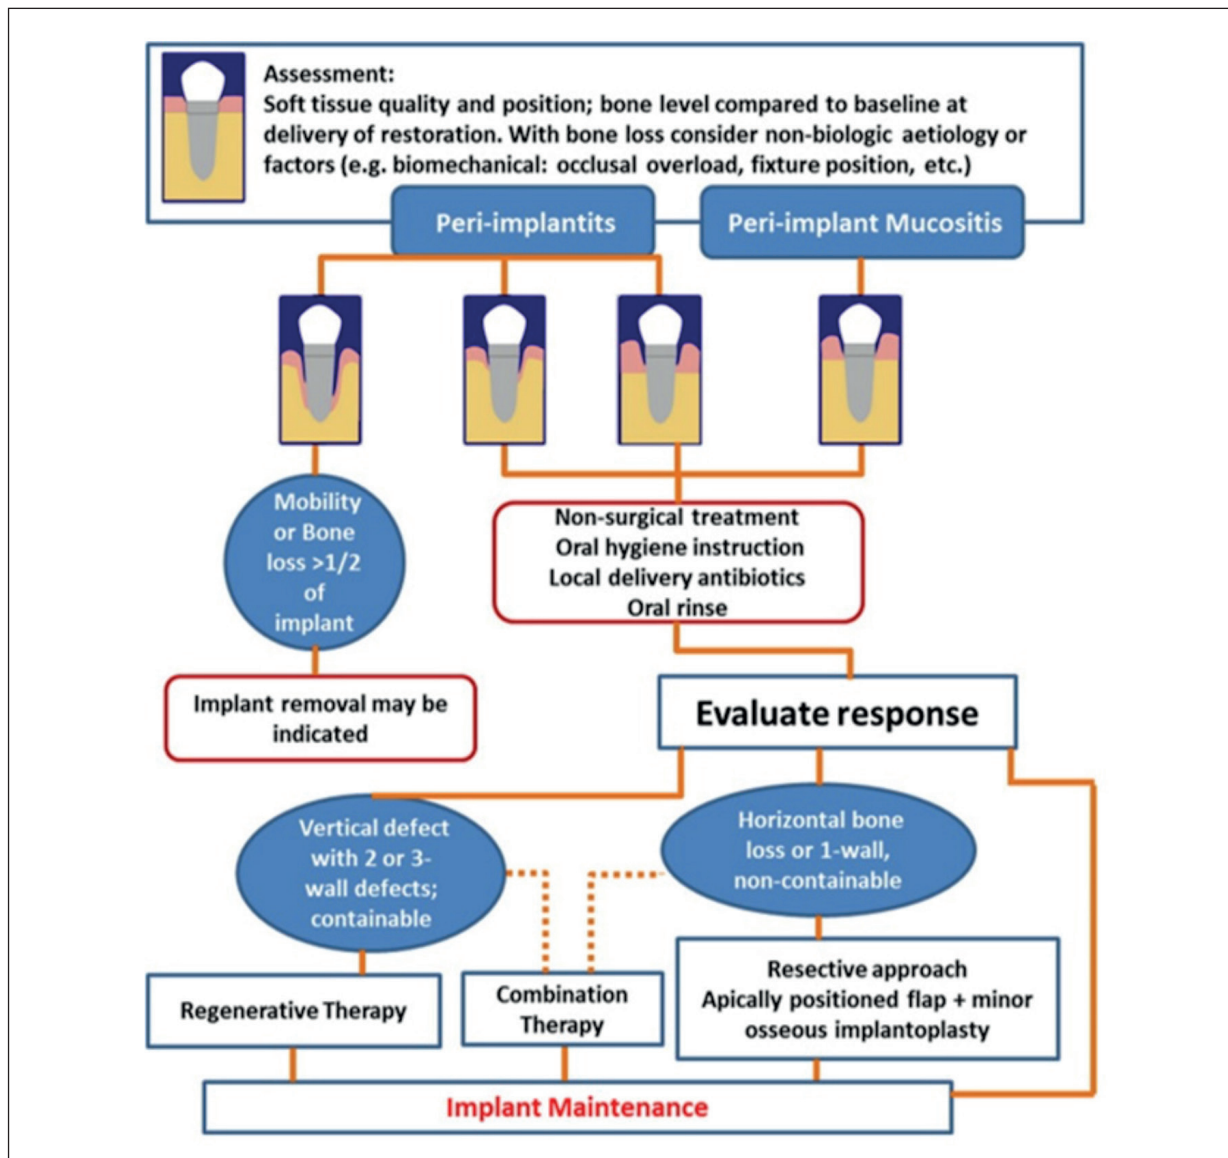 Assessment:
Soft tissue quality and position; bone level compared to baseline at
delivery of restoration. With bone loss consider non-biologic aetiology or
factors (e.g. biomechanical: occlusal overload, fixture position, etc.)
Peri-implantits
Peri-implant Mucositis
Mobility
or Bone
loss >1/2
of
implant
Non-surgical treatment
Oral hygiene instruction
Local delivery antibiotics
Oral rinse
Implant removal may be
indicated
Evaluate response
Vertical defect
with 2 or 3-
wall defects;
containable
Horizontal bone
loss or 1-wall,
non-containable
Regenerative Therapy
Combination
Therapy
Resective approach
Apically positioned flap + minor
osseous implantoplasty
Implant Maintenance